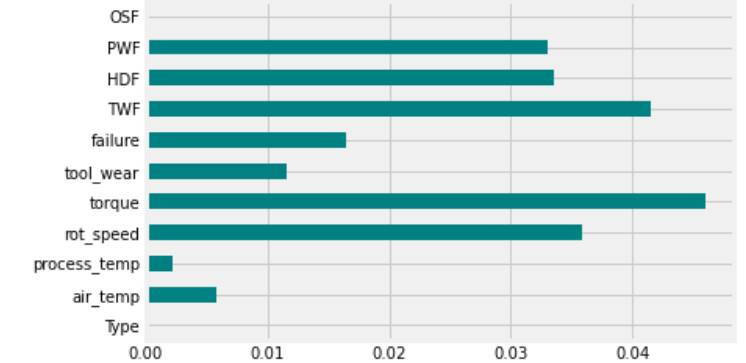 OSF
PWF
HDF
TWF
failure
tool_wear
torque
rot_speed
process_temp
air_temp
Type
0.00 0.01 0.02 0.03 0.04